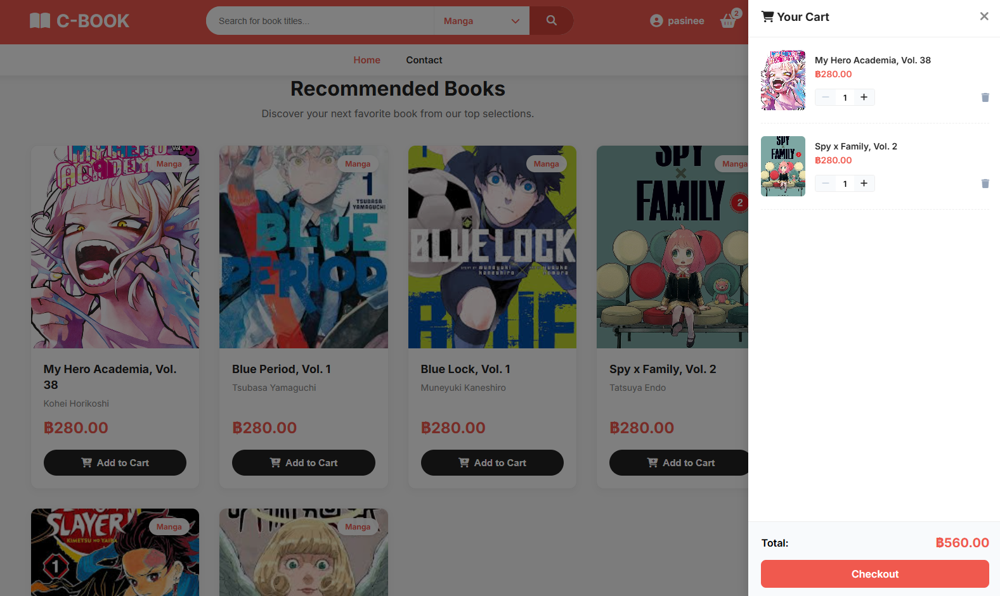 C-BOOK
Search for book titles...
Manga
pasinee
2
Home
Contact
Recommended Books
Discover your next favorite book from our top selections.
MY HERO
ACADEM
Vol.
Manga
Manga
1
TSUBASA
YAMAGUCHI
BLUE
PERIOD
Manga
BLUELOCK
Manga
SPY
×
FAMILY
2
My Hero Academia, Vol.
38
Kohei Horikoshi
฿280.00
Add to Cart
Blue Period, Vol. 1
Tsubasa Yamaguchi
฿280.00
Add to Cart
Blue Lock, Vol. 1
Muneyuki Kaneshiro
฿280.00
Add to Cart
Spy x Family, Vol. 2
Tatsuya Endo
฿280.00
Add to Cart
SLAYER
KIMETSU NO YAIBA
1
Manga
Manga
Your Cart
My Hero Academia, Vol. 38
฿280.00
− 1 +
SPY
×
FAMILY
Spy x Family, Vol. 2
฿280.00
− 1 +
Total:
฿560.00
Checkout